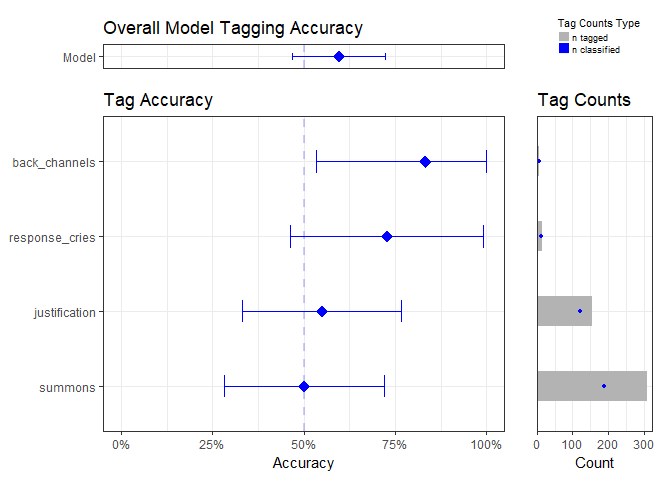 Overall Model Tagging Accuracy
Tag Counts Type
n tagged
n classified
Model
Tag Accuracy
Tag Counts
back_channels
response_cries
justification
summons
0% 25% 50% 75% 100%
0 100 200 300
Accuracy
Count